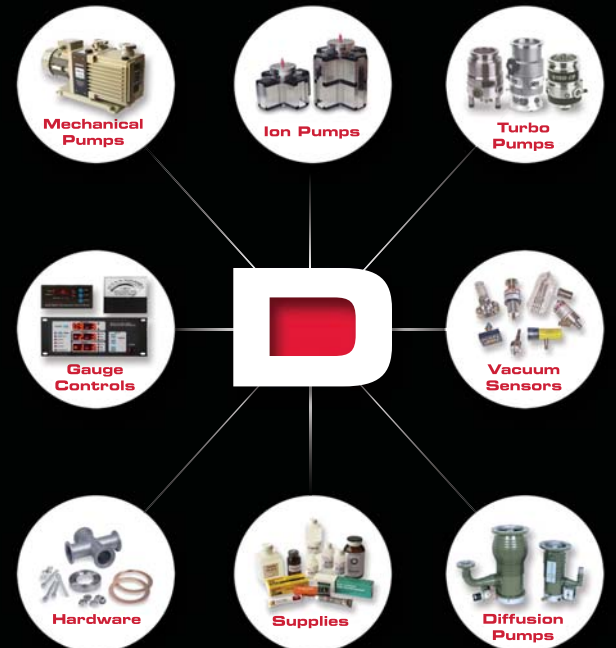 Mechanical
Pumps
Ion Pumps
Turbo
Pumps
Gauge
Controls
D
Vacuum
Sensors
Hardware
Supplies
Diffusion
Pumps